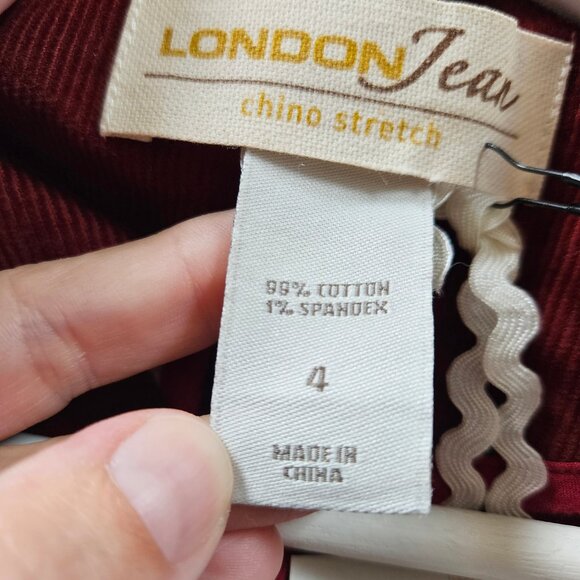 LONDON Jean
chino stretch
99% COTTON
1% SPANDEX
4
MADE IN
CHINA